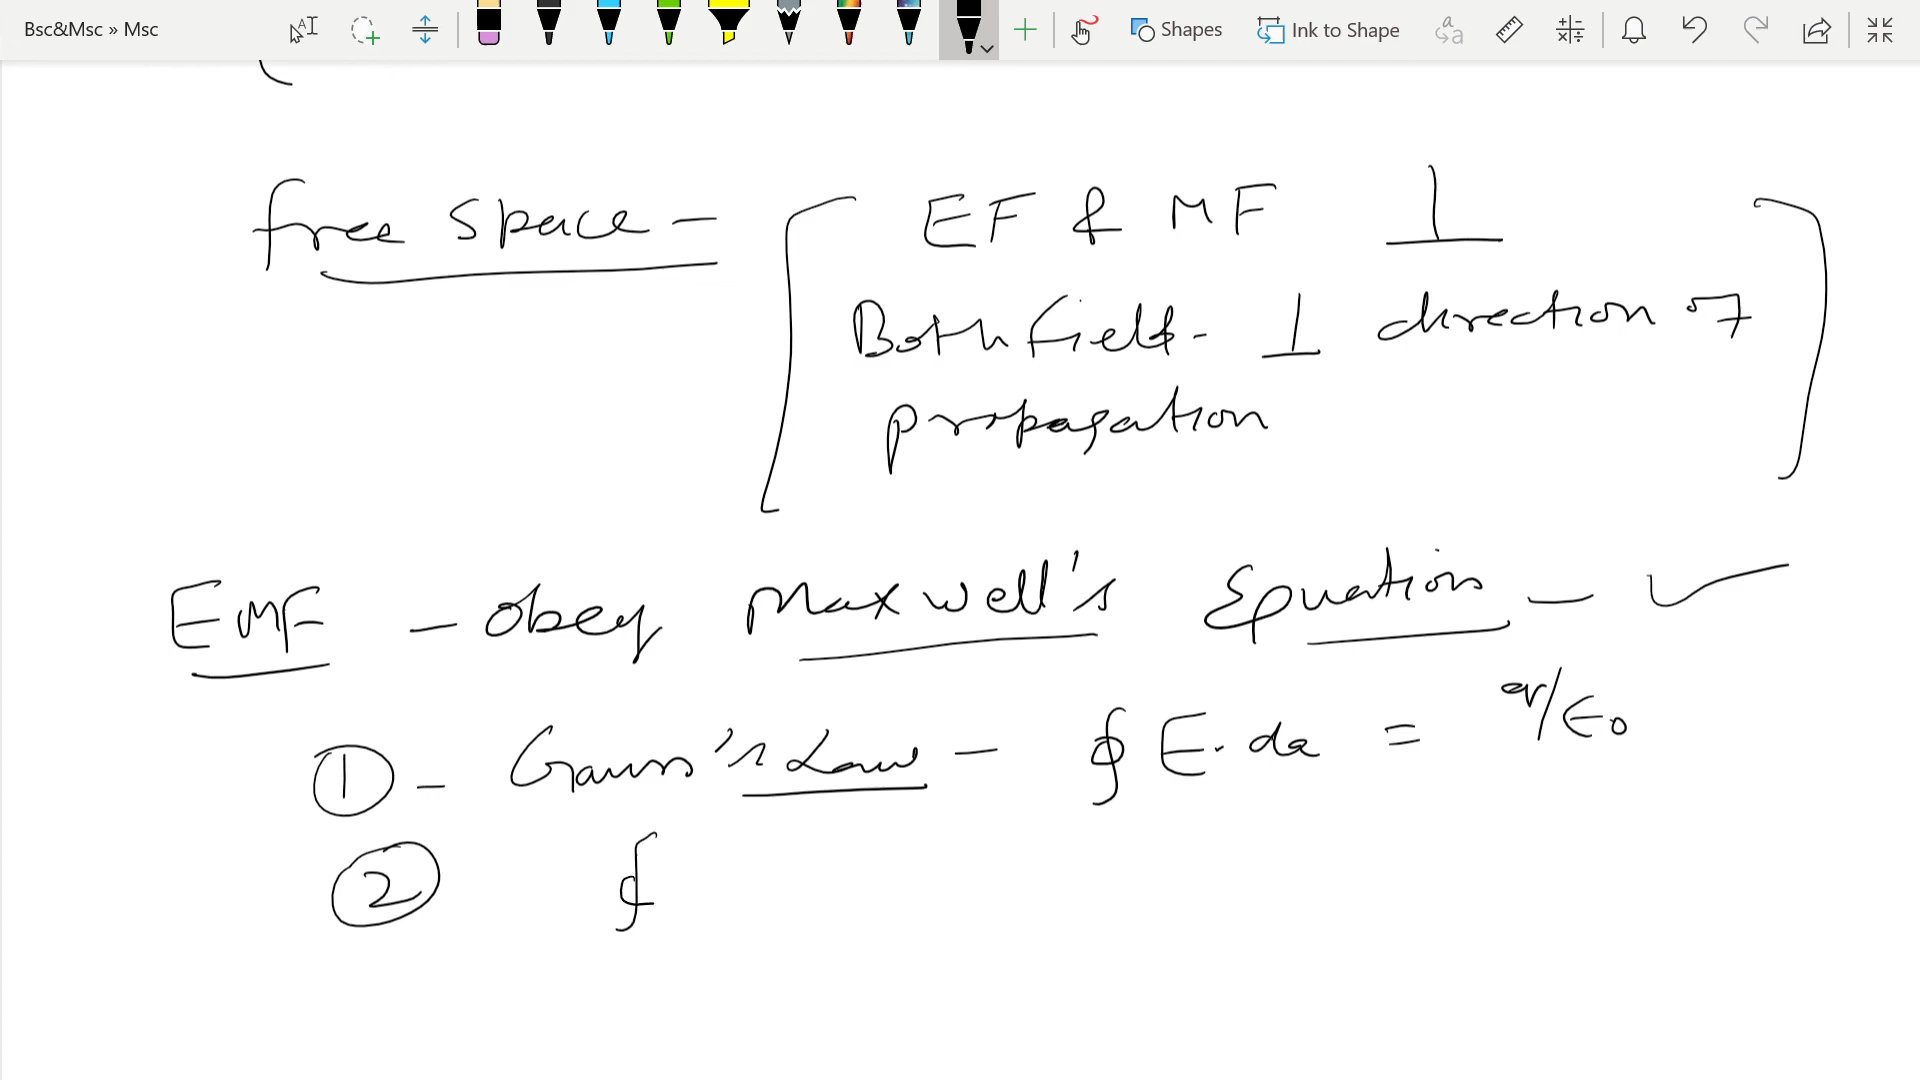 Bsc&Msc » Msc Shapes Ink to Shape
free space - EF & MF ⊥
Both field - ⊥ direction of
propagation
EMF - obey Maxwell's Equation - ✓
① - Gauss's Law - ∮ E. da = q/ε0
② ∮